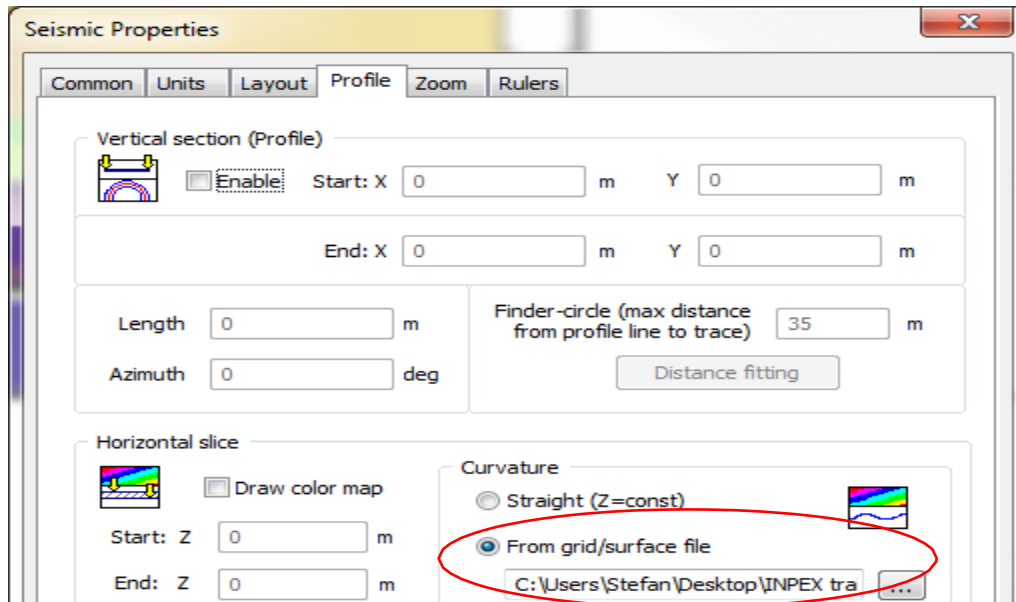 Seismic Properties
Common Units Layout Profile Zoom Rulers
Vertical section (Profile)
Enable Start: X 0 m Y 0 m
End: X 0 m Y 0 m
Length 0 m
Azimuth 0 deg
Finder-circle (max distance
from profile line to trace) 35 m
Distance fitting
Horizontal slice
Draw color map
Start: Z 0 m
End: Z 0 m
Curvature
Straight (Z=const)
From grid/surface file
C:\Users\Stefan\Desktop\INPEX tra ...